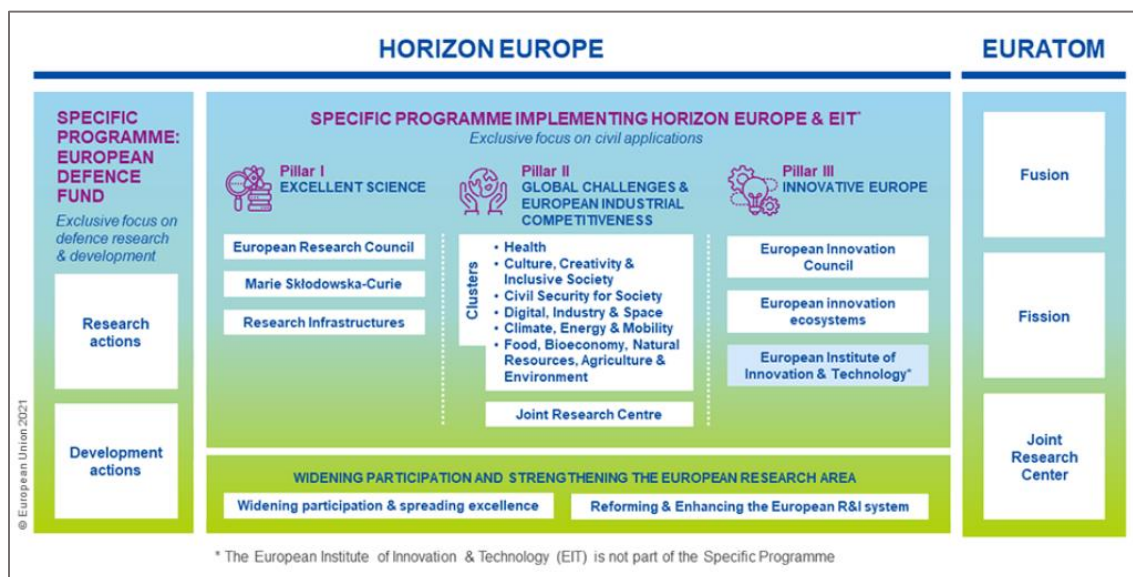 HORIZON EUROPE
EURATOM
SPECIFIC
PROGRAMME:
EUROPEAN
DEFENCE
FUND
Exclusive focus on
defence research
& development
Research
actions
Development
actions
SPECIFIC PROGRAMME IMPLEMENTING HORIZON EUROPE & EIT*
Exclusive focus on civil applications
Pillar I
EXCELLENT SCIENCE
European Research Council
Marie Skłodowska-Curie
Research Infrastructures
Pillar II
GLOBAL CHALLENGES &
EUROPEAN INDUSTRIAL
COMPETITIVENESS
Clusters
• Health
• Culture, Creativity &
Inclusive Society
• Civil Security for Society
• Digital, Industry & Space
• Climate, Energy & Mobility
• Food, Bioeconomy, Natural
Resources, Agriculture &
Environment
Joint Research Centre
Pillar III
INNOVATIVE EUROPE
European Innovation
Council
European innovation
ecosystems
European Institute of
Innovation & Technology*
Fusion
Fission
Joint
Research
Center
WIDENING PARTICIPATION AND STRENGTHENING THE EUROPEAN RESEARCH AREA
Widening participation & spreading excellence
Reforming & Enhancing the European R&I system
© European Union 2021
* The European Institute of Innovation & Technology (EIT) is not part of the Specific Programme